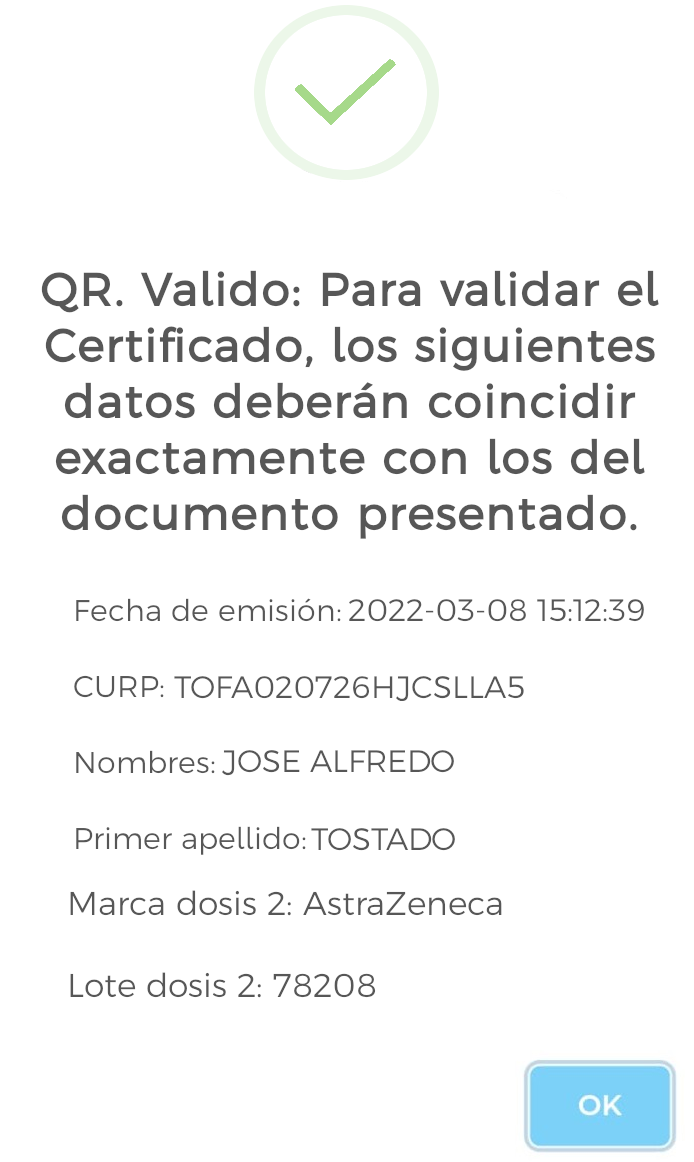 QR. Valido: Para validar el
Certificado, los siguientes
datos deberán coincidir
exactamente con los del
documento presentado.
Fecha de emisión: 2022-03-08 15:12:39
CURP: TOFA020726HJCSLLA5
Nombres: JOSE ALFREDO
Primer apellido: TOSTADO
Marca dosis 2: AstraZeneca
Lote dosis 2: 78208
OK